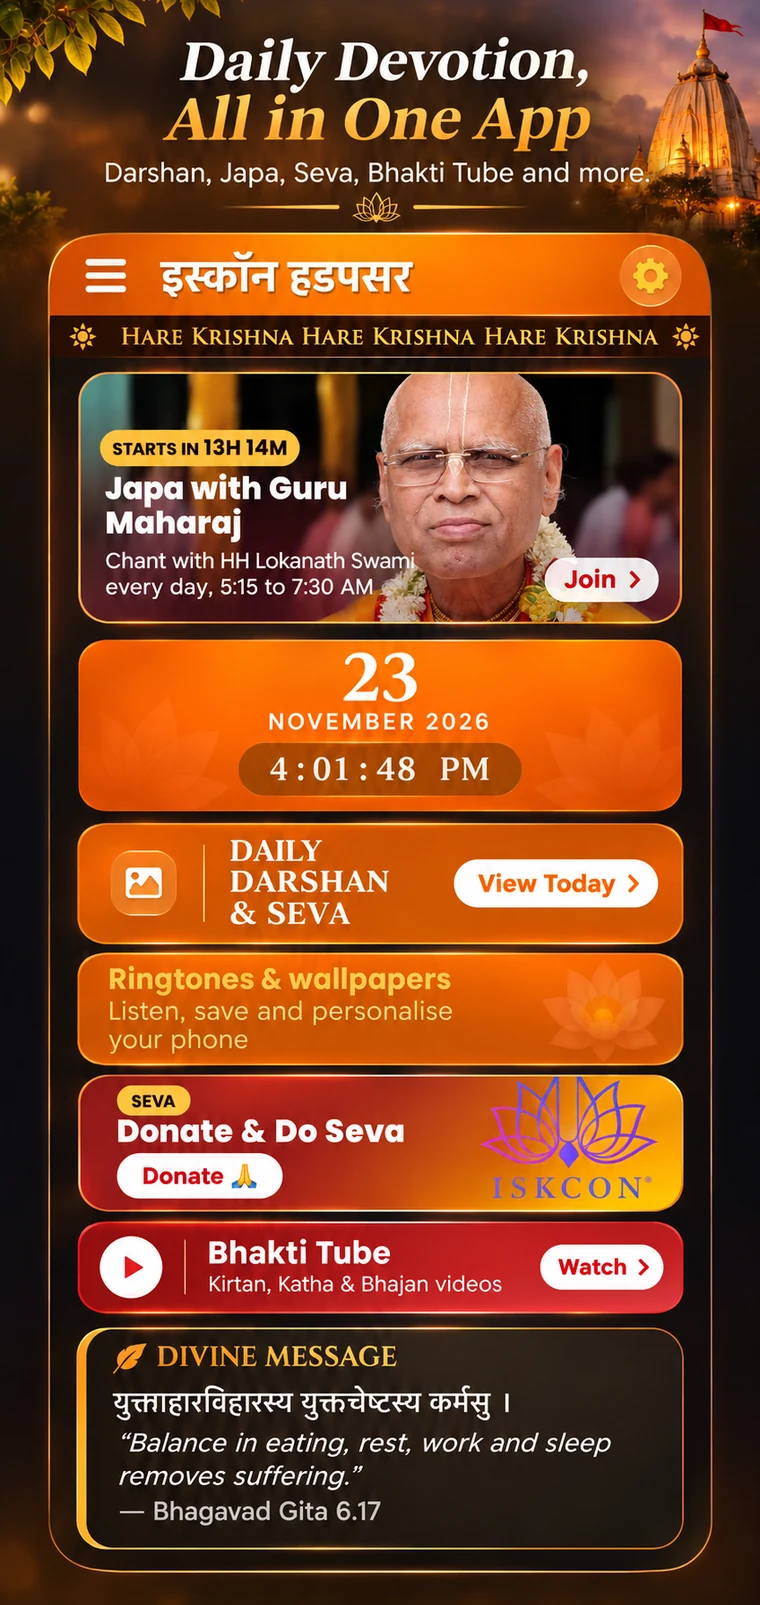 Daily Devotion,
All in One App
Darshan, Japa, Seva, Bhakti Tube and more.
इस्कॉन हडपसर
Hare Krishna Hare Krishna Hare Krishna
STARTS IN 13H 14M
Japa with Guru
Maharaj
Chant with HH Lokanath Swami
every day, 5:15 to 7:30 AM
Join >
23
NOVEMBER 2026
4:01:48 PM
DAILY
DARSHAN
& SEVA
View Today >
Ringtones & wallpapers
Listen, save and personalise
your phone
SEVA
Donate & Do Seva
Donate 🙏
ISKCON®
Bhakti Tube
Kirtan, Katha & Bhajan videos
Watch >
DIVINE MESSAGE
युक्ताहारविहारस्य युक्तचेष्टस्य कर्मसु ।
“Balance in eating, rest, work and sleep
removes suffering.”
— Bhagavad Gita 6.17